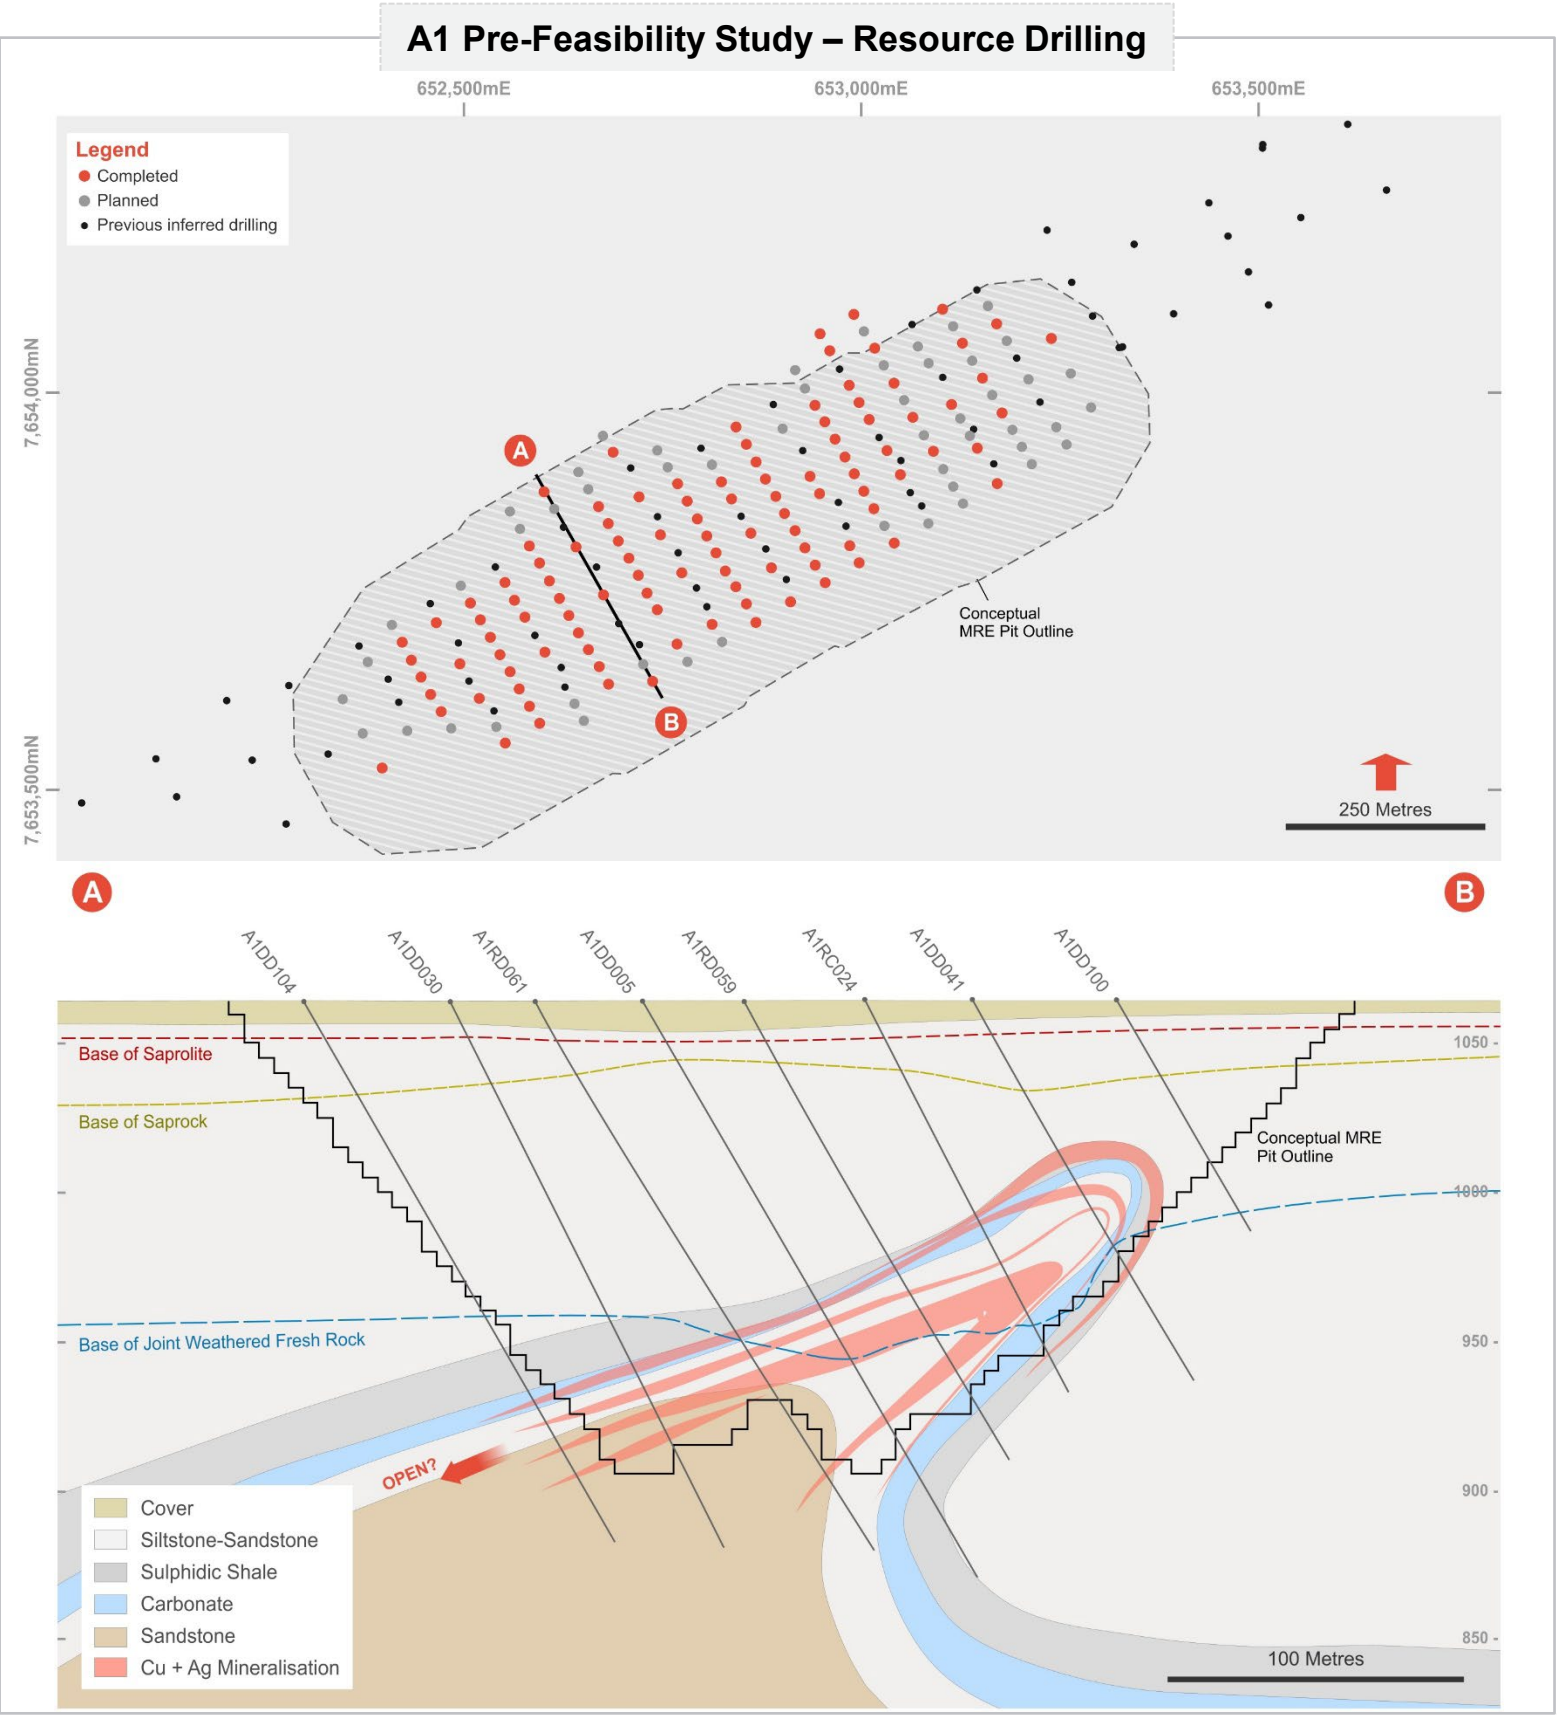 A1 Pre-Feasibility Study – Resource Drilling
652,500mE
653,000mE
653,500mE
Legend
Completed
Planned
Previous inferred drilling
7,654,000mN
7,653,500mN
A
B
Conceptual
MRE Pit Outline
250 Metres
A
B
A1DD104
A1DD030
A1RD061
A1DD005
A1RD059
A1RC024
A1DD041
A1DD100
Base of Saprolite
1050
Base of Saprock
Conceptual MRE
Pit Outline
1000
Base of Joint Weathered Fresh Rock
950
OPEN?
900
850
Cover
Siltstone-Sandstone
Sulphidic Shale
Carbonate
Sandstone
Cu + Ag Mineralisation
100 Metres